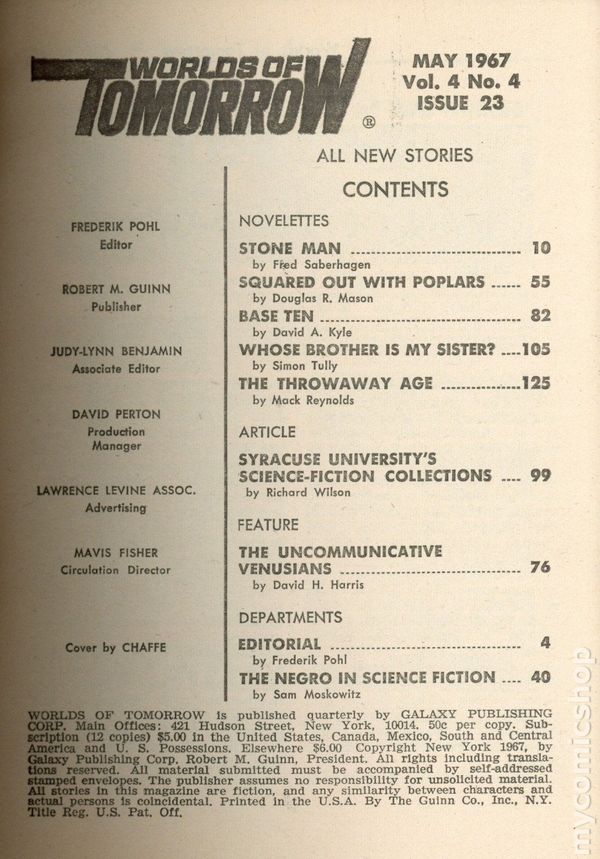 WORLDS OF
TOMORROW
®
MAY 1967
Vol. 4 No. 4
ISSUE 23
ALL NEW STORIES
CONTENTS
FREDERIK POHL
Editor
ROBERT M. GUINN
Publisher
JUDY-LYNN BENJAMIN
Associate Editor
DAVID PERTON
Production
Manager
LAWRENCE LEVINE ASSOC.
Advertising
MAVIS FISHER
Circulation Director
Cover by CHAFFE
NOVELETTES
STONE MAN ........................................ 10
by Fred Saberhagen
SQUARED OUT WITH POPLARS ...... 55
by Douglas R. Mason
BASE TEN ............................................. 82
by David A. Kyle
WHOSE BROTHER IS MY SISTER? ....105
by Simon Tully
THE THROWAWAY AGE ................125
by Mack Reynolds
ARTICLE
SYRACUSE UNIVERSITY'S
SCIENCE-FICTION COLLECTIONS .... 99
by Richard Wilson
FEATURE
THE UNCOMMUNICATIVE
VENUSIANS ........................................ 76
by David H. Harris
DEPARTMENTS
EDITORIAL ............................................ 4
by Frederik Pohl
THE NEGRO IN SCIENCE FICTION .... 40
by Sam Moskowitz
WORLDS OF TOMORROW is published quarterly by GALAXY PUBLISHING
CORP. Main Offices: 421 Hudson Street, New York, 10014. 50c per copy. Sub-
scription (12 copies) $5.00 in the United States, Canada, Mexico, South and Central
America and U. S. Possessions. Elsewhere $6.00 Copyright New York 1967, by
Galaxy Publishing Corp. Robert M. Guinn, President. All rights including transla-
tions reserved. All material submitted must be accompanied by self-addressed
stamped envelopes. The publisher assumes no responsibility for unsolicited material.
All stories in this magazine are fiction, and any similarity between characters and
actual persons is coincidental. Printed in the U.S.A. By The Guinn Co., Inc., N.Y.
Title Reg. U.S. Pat. Off.
mycomicshop